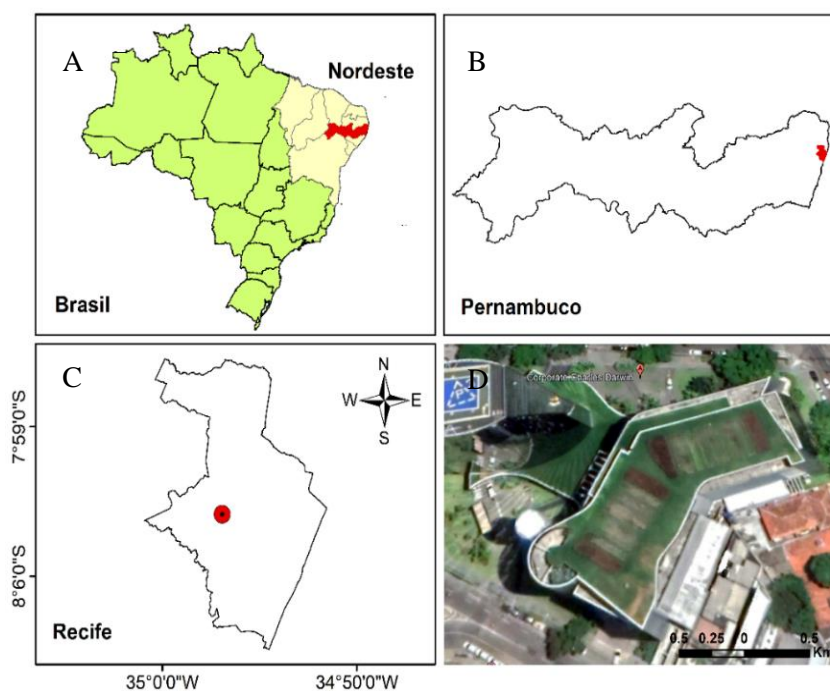 A
Nordeste
Brasil
B
Pernambuco
C
N
W E
S
7°59'0"S
8°6'0"S
Recife
35°0'0"W
34°50'0"W
D
Corporate Charles Darwin
0.5 0.25 0 0.5
Km